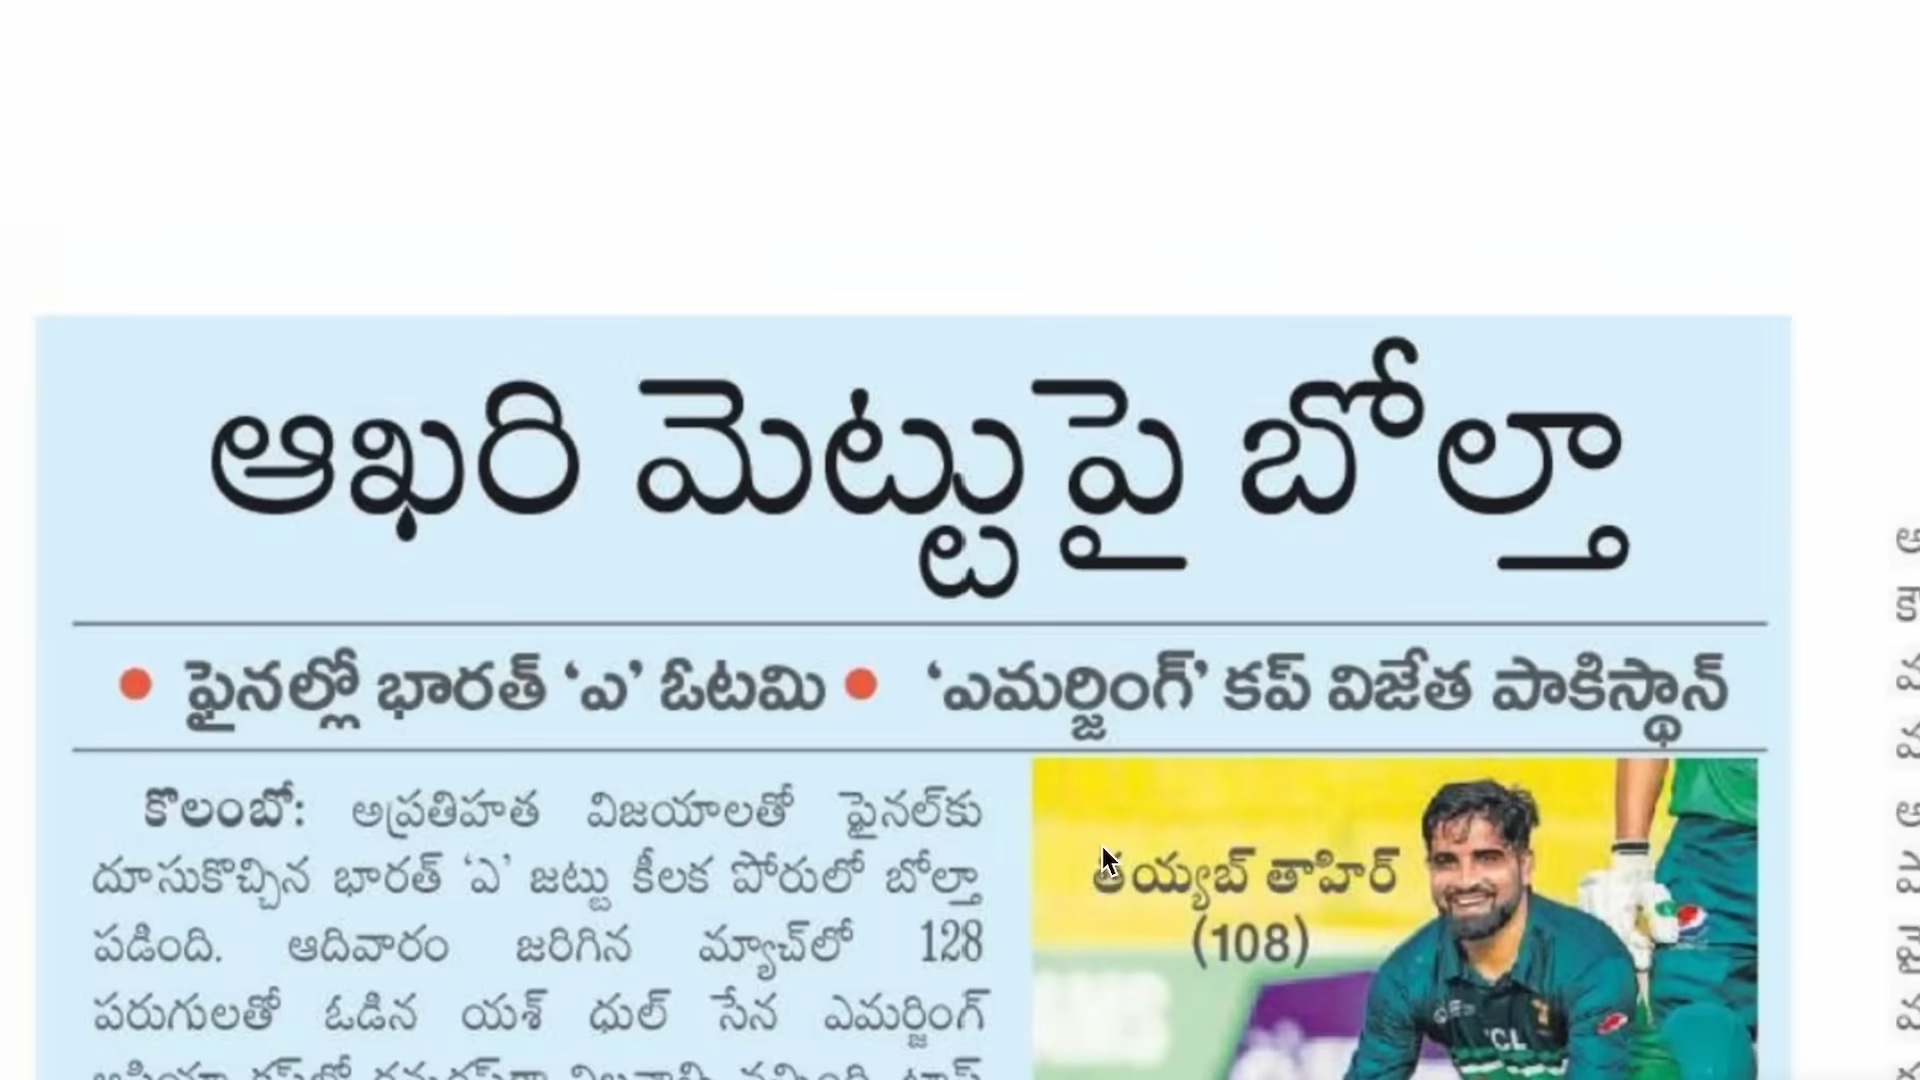 ఆఖరి మెట్టుపై బోల్తా
● ఫైనల్లో భారత్ ‘ఎ’ ఓటమి ● ‘ఎమర్జింగ్’ కప్ విజేత పాకిస్థాన్
కొలంబో: అప్రతిహత విజయాలతో ఫైనల్‌కు
దూసుకొచ్చిన భారత్ ‘ఏ’ జట్టు కీలక పోరులో బోల్తా
పడింది. ఆదివారం జరిగిన మ్యాచ్‌లో 128
పరుగులతో ఓడిన యశ్ ధుల్ సేన ఎమర్జింగ్
తయ్యబ్ తాహిర్
(108)